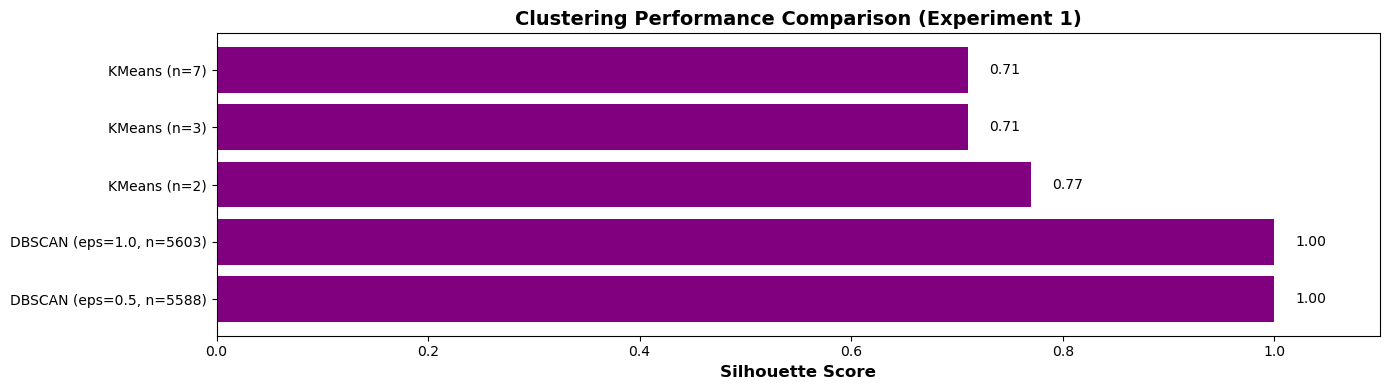 Clustering Performance Comparison (Experiment 1)
KMeans (n=7)
0.71
KMeans (n=3)
0.71
KMeans (n=2)
0.77
DBSCAN (eps=1.0, n=5603)
1.00
DBSCAN (eps=0.5, n=5588)
1.00
0.0 0.2 0.4 0.6 0.8 1.0
Silhouette Score